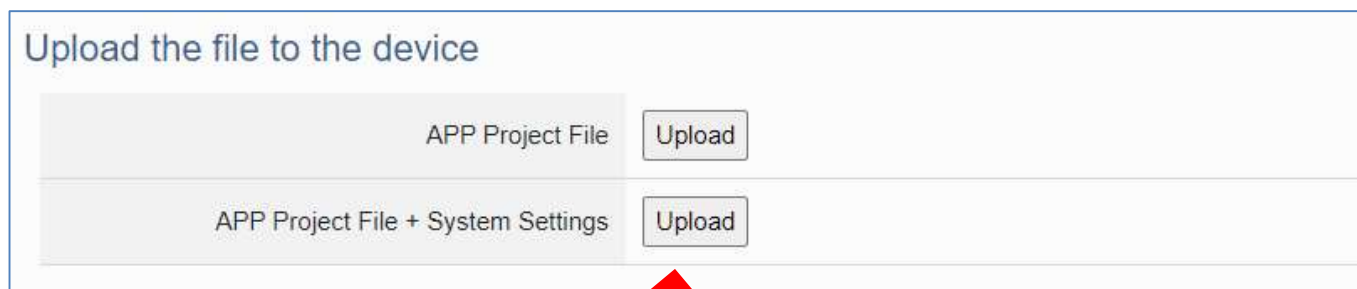 Upload the file to the device
APP Project File Upload
APP Project File + System Settings Upload